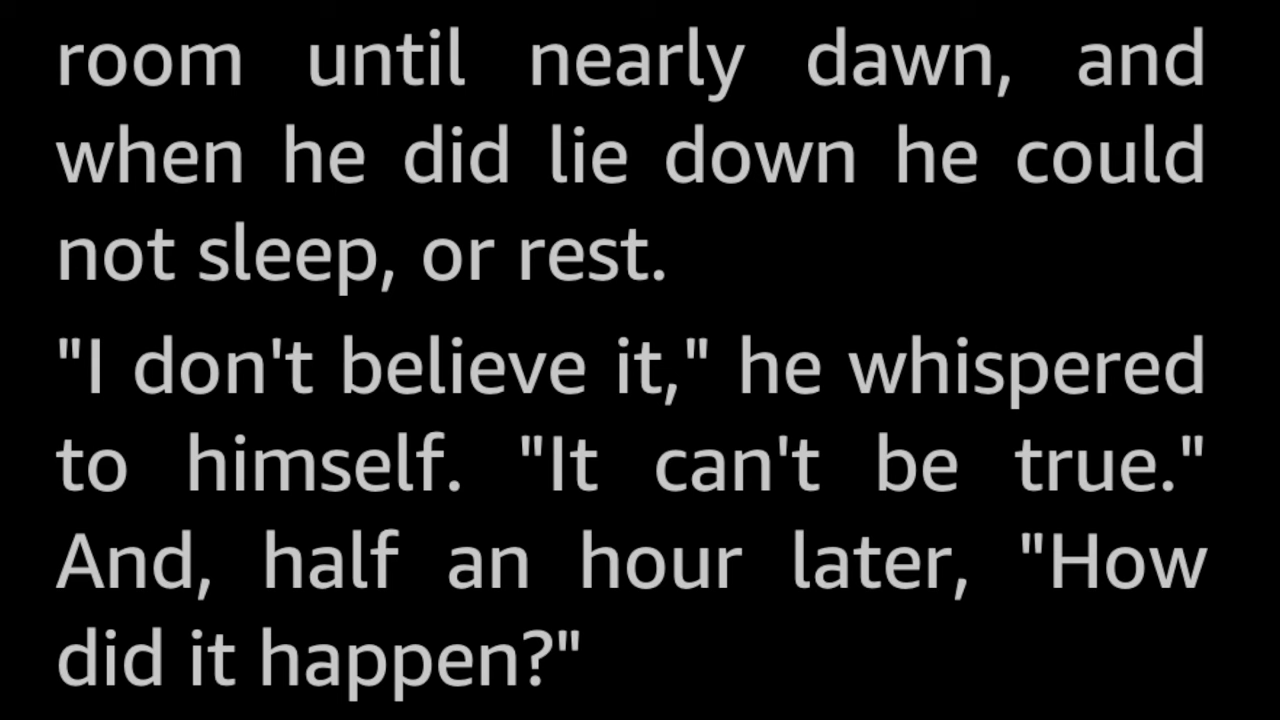 room until nearly dawn, and
when he did lie down he could
not sleep, or rest.
"I don't believe it," he whispered
to himself. "It can't be true."
And, half an hour later, "How
did it happen?"